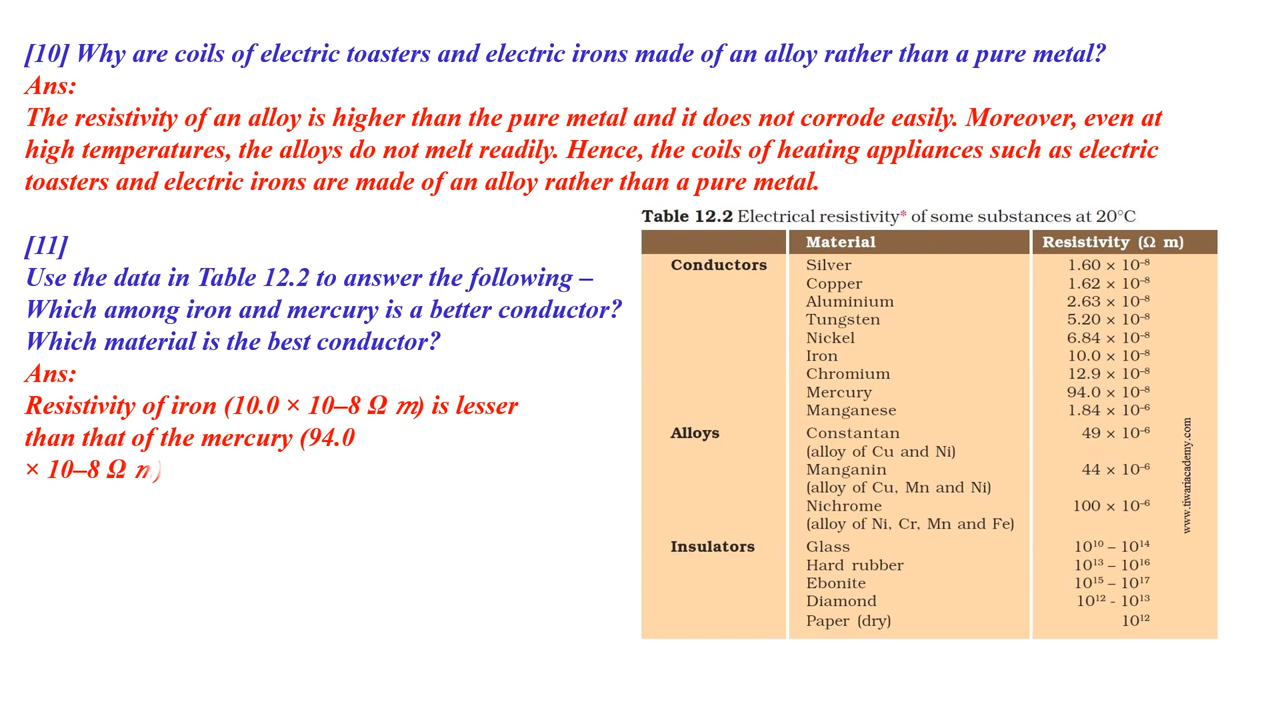 [10] Why are coils of electric toasters and electric irons made of an alloy rather than a pure metal?
Ans:
The resistivity of an alloy is higher than the pure metal and it does not corrode easily. Moreover, even at
high temperatures, the alloys do not melt readily. Hence, the coils of heating appliances such as electric
toasters and electric irons are made of an alloy rather than a pure metal.
[11]
Use the data in Table 12.2 to answer the following –
Which among iron and mercury is a better conductor?
Which material is the best conductor?
Ans:
Resistivity of iron (10.0 × 10–8 Ω 𝑚) is lesser
than that of the mercury (94.0
× 10–8 Ω
Table 12.2 Electrical resistivity* of some substances at 20°C
Material Resistivity (Ω m)
Conductors Silver 1.60 × 10⁻⁸
Copper 1.62 × 10⁻⁸
Aluminium 2.63 × 10⁻⁸
Tungsten 5.20 × 10⁻⁸
Nickel 6.84 × 10⁻⁸
Iron 10.0 × 10⁻⁸
Chromium 12.9 × 10⁻⁸
Mercury 94.0 × 10⁻⁸
Manganese 1.84 × 10⁻⁶
Alloys Constantan 49 × 10⁻⁶
(alloy of Cu and Ni)
Manganin 44 × 10⁻⁶
(alloy of Cu, Mn and Ni)
Nichrome 100 × 10⁻⁶
(alloy of Ni, Cr, Mn and Fe)
Insulators Glass 10¹⁰ – 10¹⁴
Hard rubber 10¹³ – 10¹⁶
Ebonite 10¹⁵ – 10¹⁷
Diamond 10¹² - 10¹³
Paper (dry) 10¹²
www.tiwariacademy.com